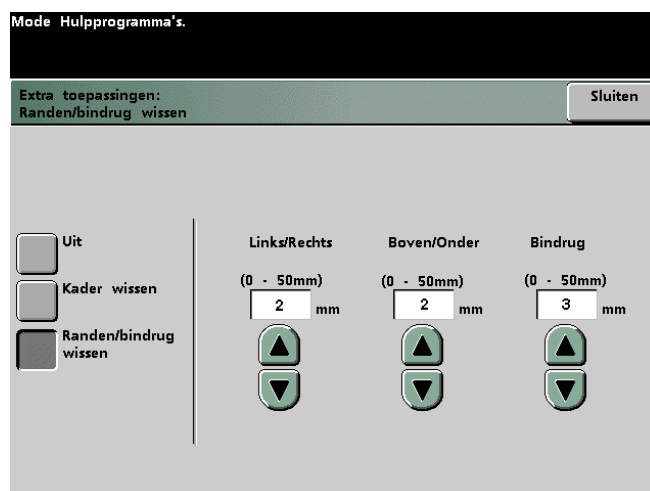 Mode Hulpprogramma's.
Extra toepassingen:
Randen/bindrug wissen
Sluiten
Uit
Kader wissen
Randen/bindrug
wissen
Links/Rechts
(0 - 50mm)
2 mm
Boven/Onder
(0 - 50mm)
2 mm
Bindrug
(0 - 50mm)
3 mm